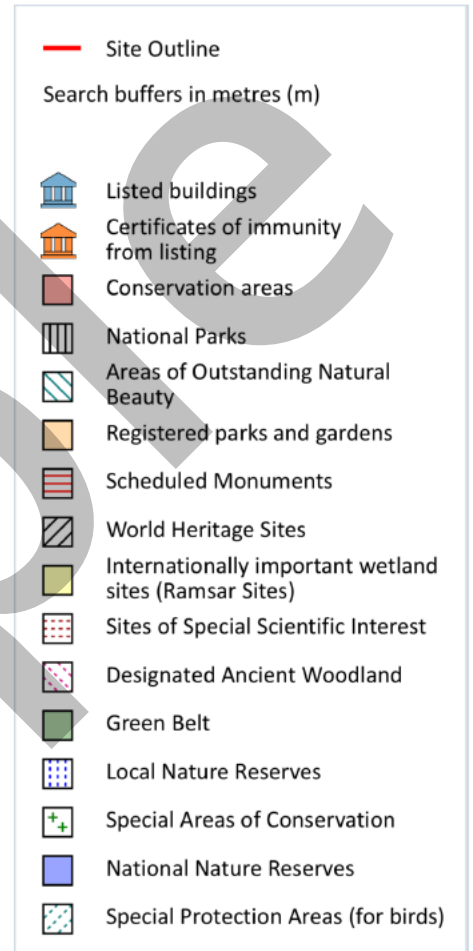 Site Outline
Search buffers in metres (m)
Listed buildings
Certificates of immunity
from listing
Conservation areas
National Parks
Areas of Outstanding Natural
Beauty
Registered parks and gardens
Scheduled Monuments
World Heritage Sites
Internationally important wetland
sites (Ramsar Sites)
Sites of Special Scientific Interest
Designated Ancient Woodland
Green Belt
Local Nature Reserves
Special Areas of Conservation
National Nature Reserves
Special Protection Areas (for birds)